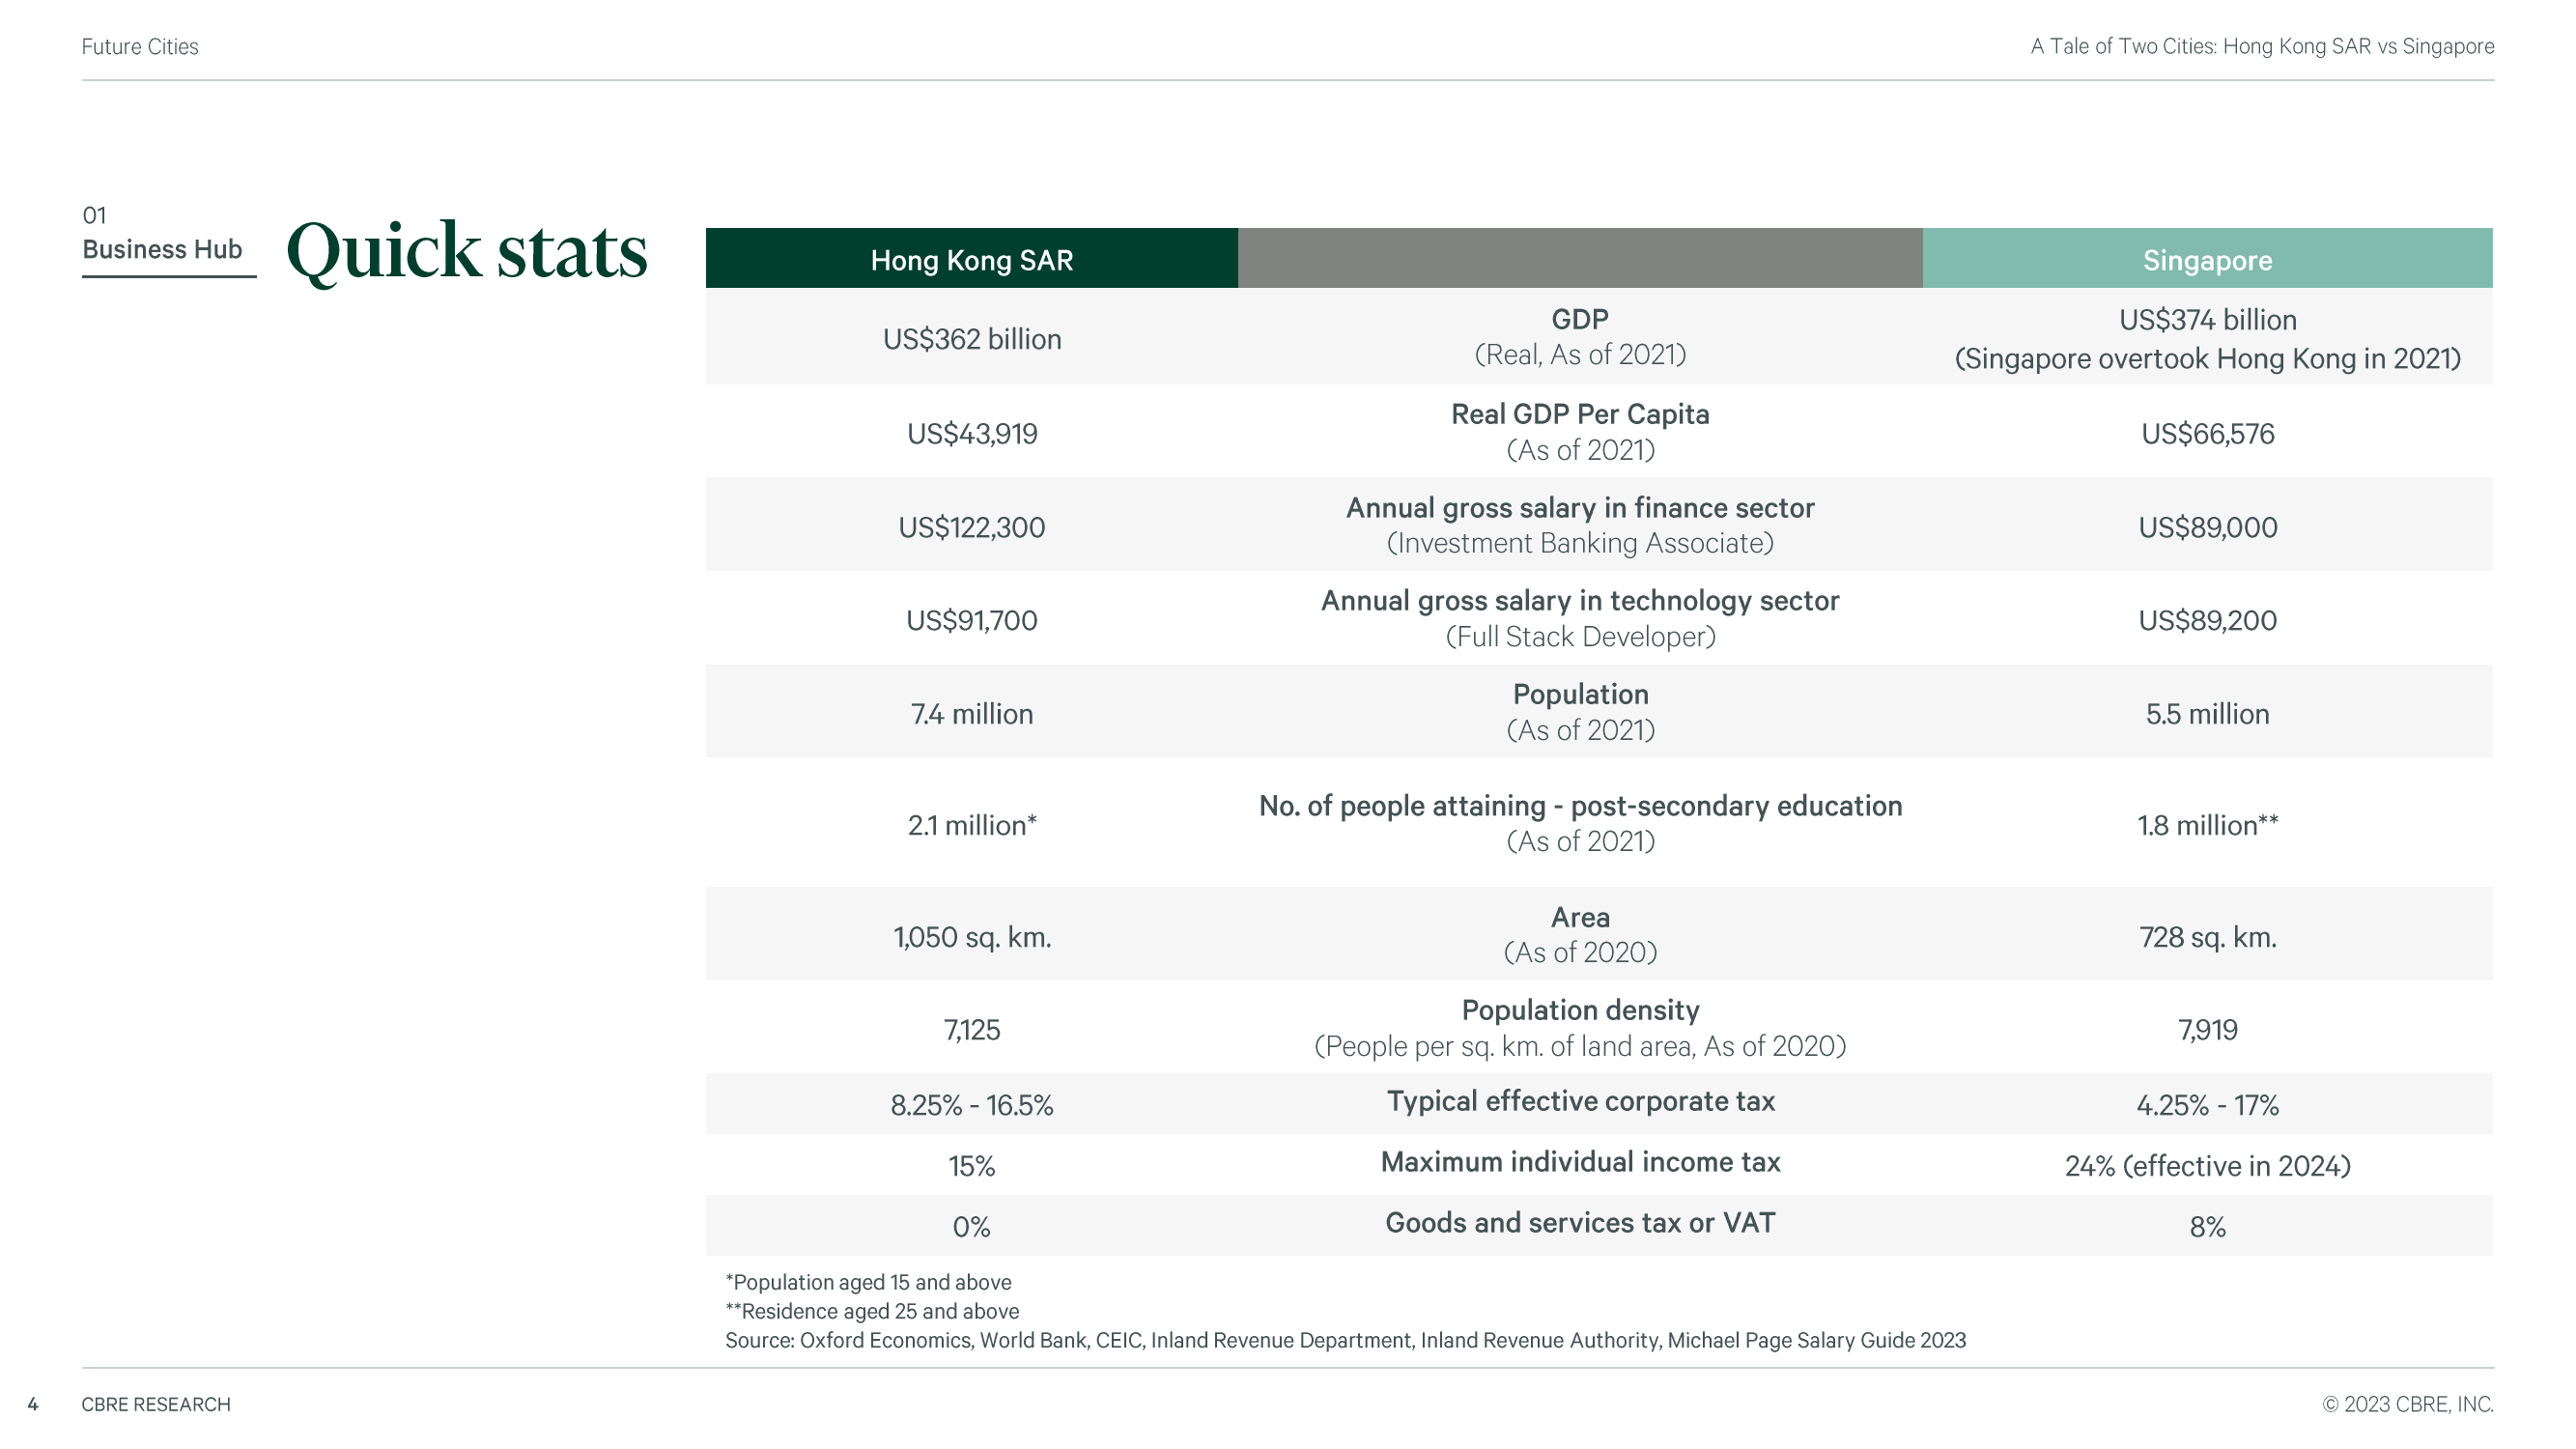 Future Cities
A Tale of Two Cities: Hong Kong SAR vs Singapore
01
Business Hub
Quick stats
Hong Kong SAR
Singapore
US$362 billion
GDP
(Real, As of 2021)
US$374 billion
(Singapore overtook Hong Kong in 2021)
US$43,919
Real GDP Per Capita
(As of 2021)
US$66,576
US$122,300
Annual gross salary in finance sector
(Investment Banking Associate)
US$89,000
US$91,700
Annual gross salary in technology sector
(Full Stack Developer)
US$89,200
7.4 million
Population
(As of 2021)
5.5 million
2.1 million*
No. of people attaining - post-secondary education
(As of 2021)
1.8 million**
1,050 sq. km.
Area
(As of 2020)
728 sq. km.
7,125
Population density
(People per sq. km. of land area, As of 2020)
7,919
8.25% - 16.5%
Typical effective corporate tax
4.25% - 17%
15%
Maximum individual income tax
24% (effective in 2024)
0%
Goods and services tax or VAT
8%
*Population aged 15 and above
**Residence aged 25 and above
Source: Oxford Economics, World Bank, CEIC, Inland Revenue Department, Inland Revenue Authority, Michael Page Salary Guide 2023
4
CBRE RESEARCH
© 2023 CBRE, INC.